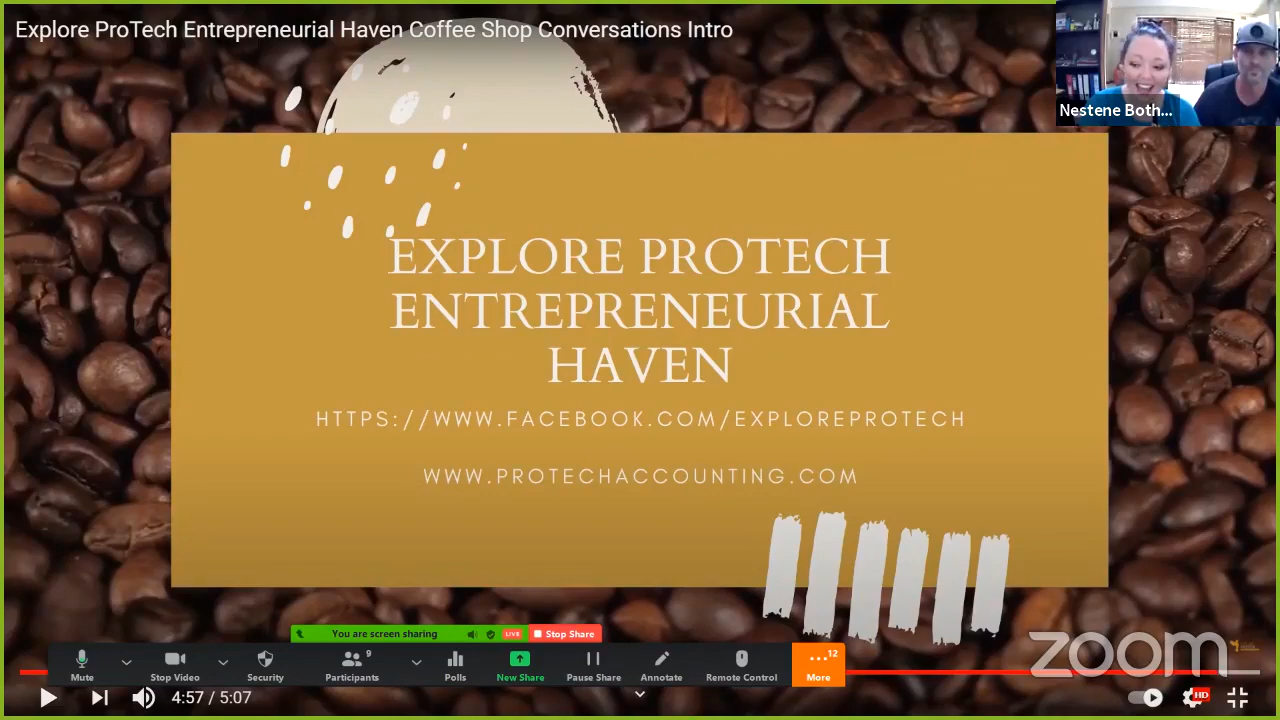 Explore ProTech Entrepreneurial Haven Coffee Shop Conversations Intro
Nestene Both...
EXPLORE PROTECH
ENTREPRENEURIAL
HAVEN
HTTPS://WWW.FACEBOOK.COM/EXPLOREPROTECH
WWW.PROTECHACCOUNTING.COM
You are screen sharing
LIVE
Stop Share
zoom
9
12
Mute
Stop Video
Security
Participants
Polls
New Share
Pause Share
Annotate
Remote Control
More
4:57 / 5:07
HD